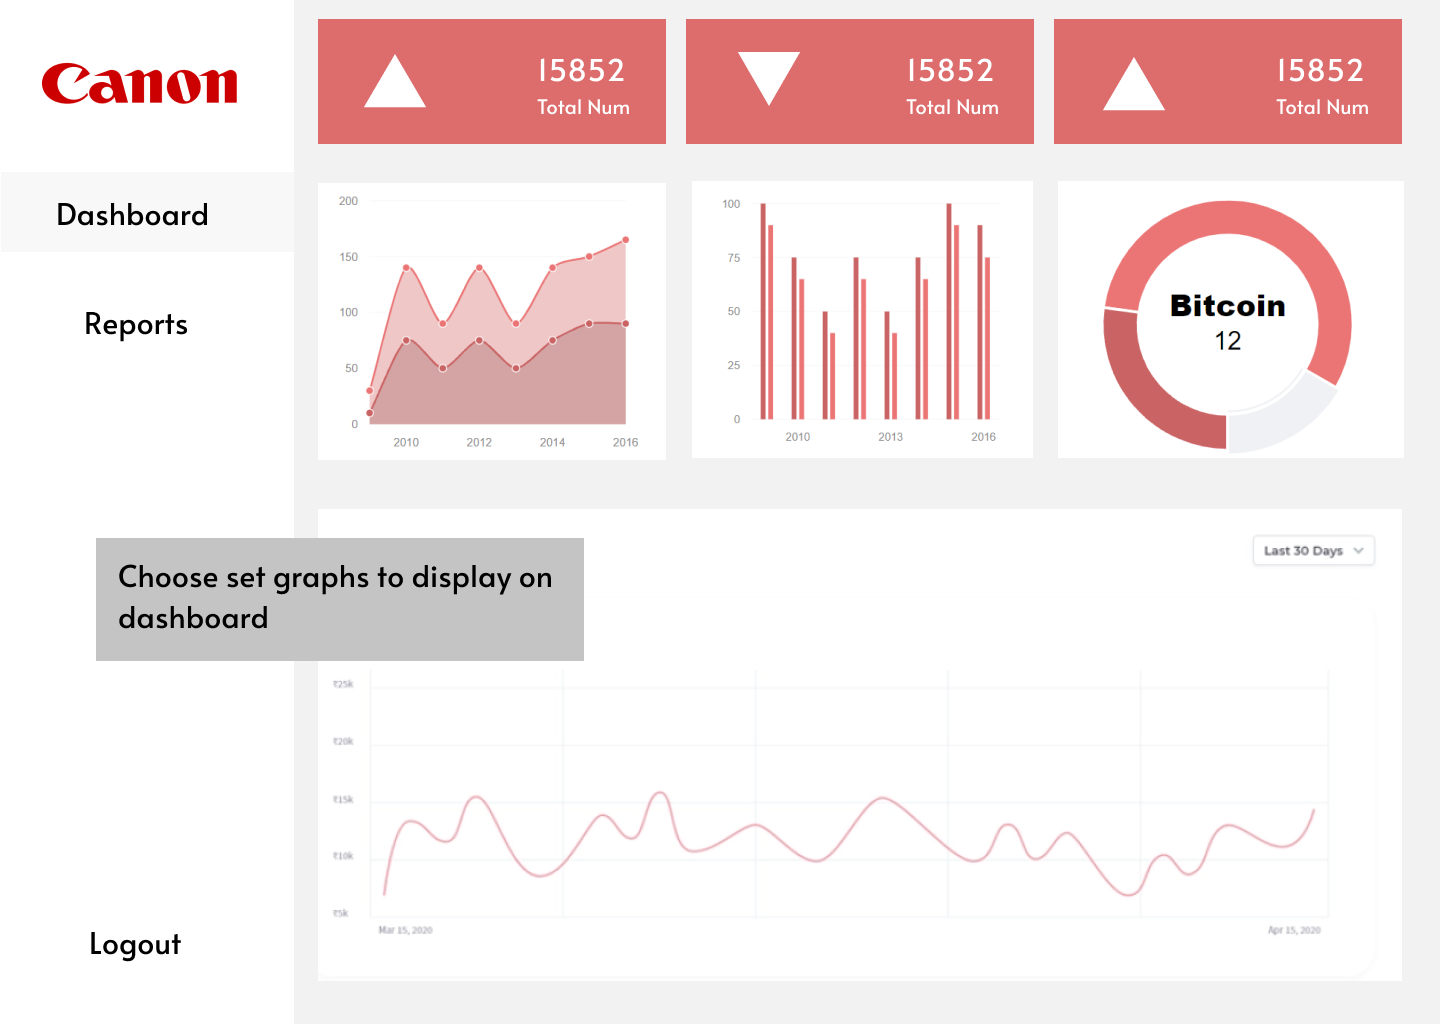 Canon
Dashboard
Reports
Logout
15852
Total Num
15852
Total Num
15852
Total Num
200
150
100
50
0
2010 2012 2014 2016
100
75
50
25
0
2010 2013 2016
Bitcoin
12
Choose set graphs to display on
dashboard
Last 30 Days
₹25k
₹20k
₹15k
₹10k
₹5k
Mar 15, 2020 Apr 15, 2020